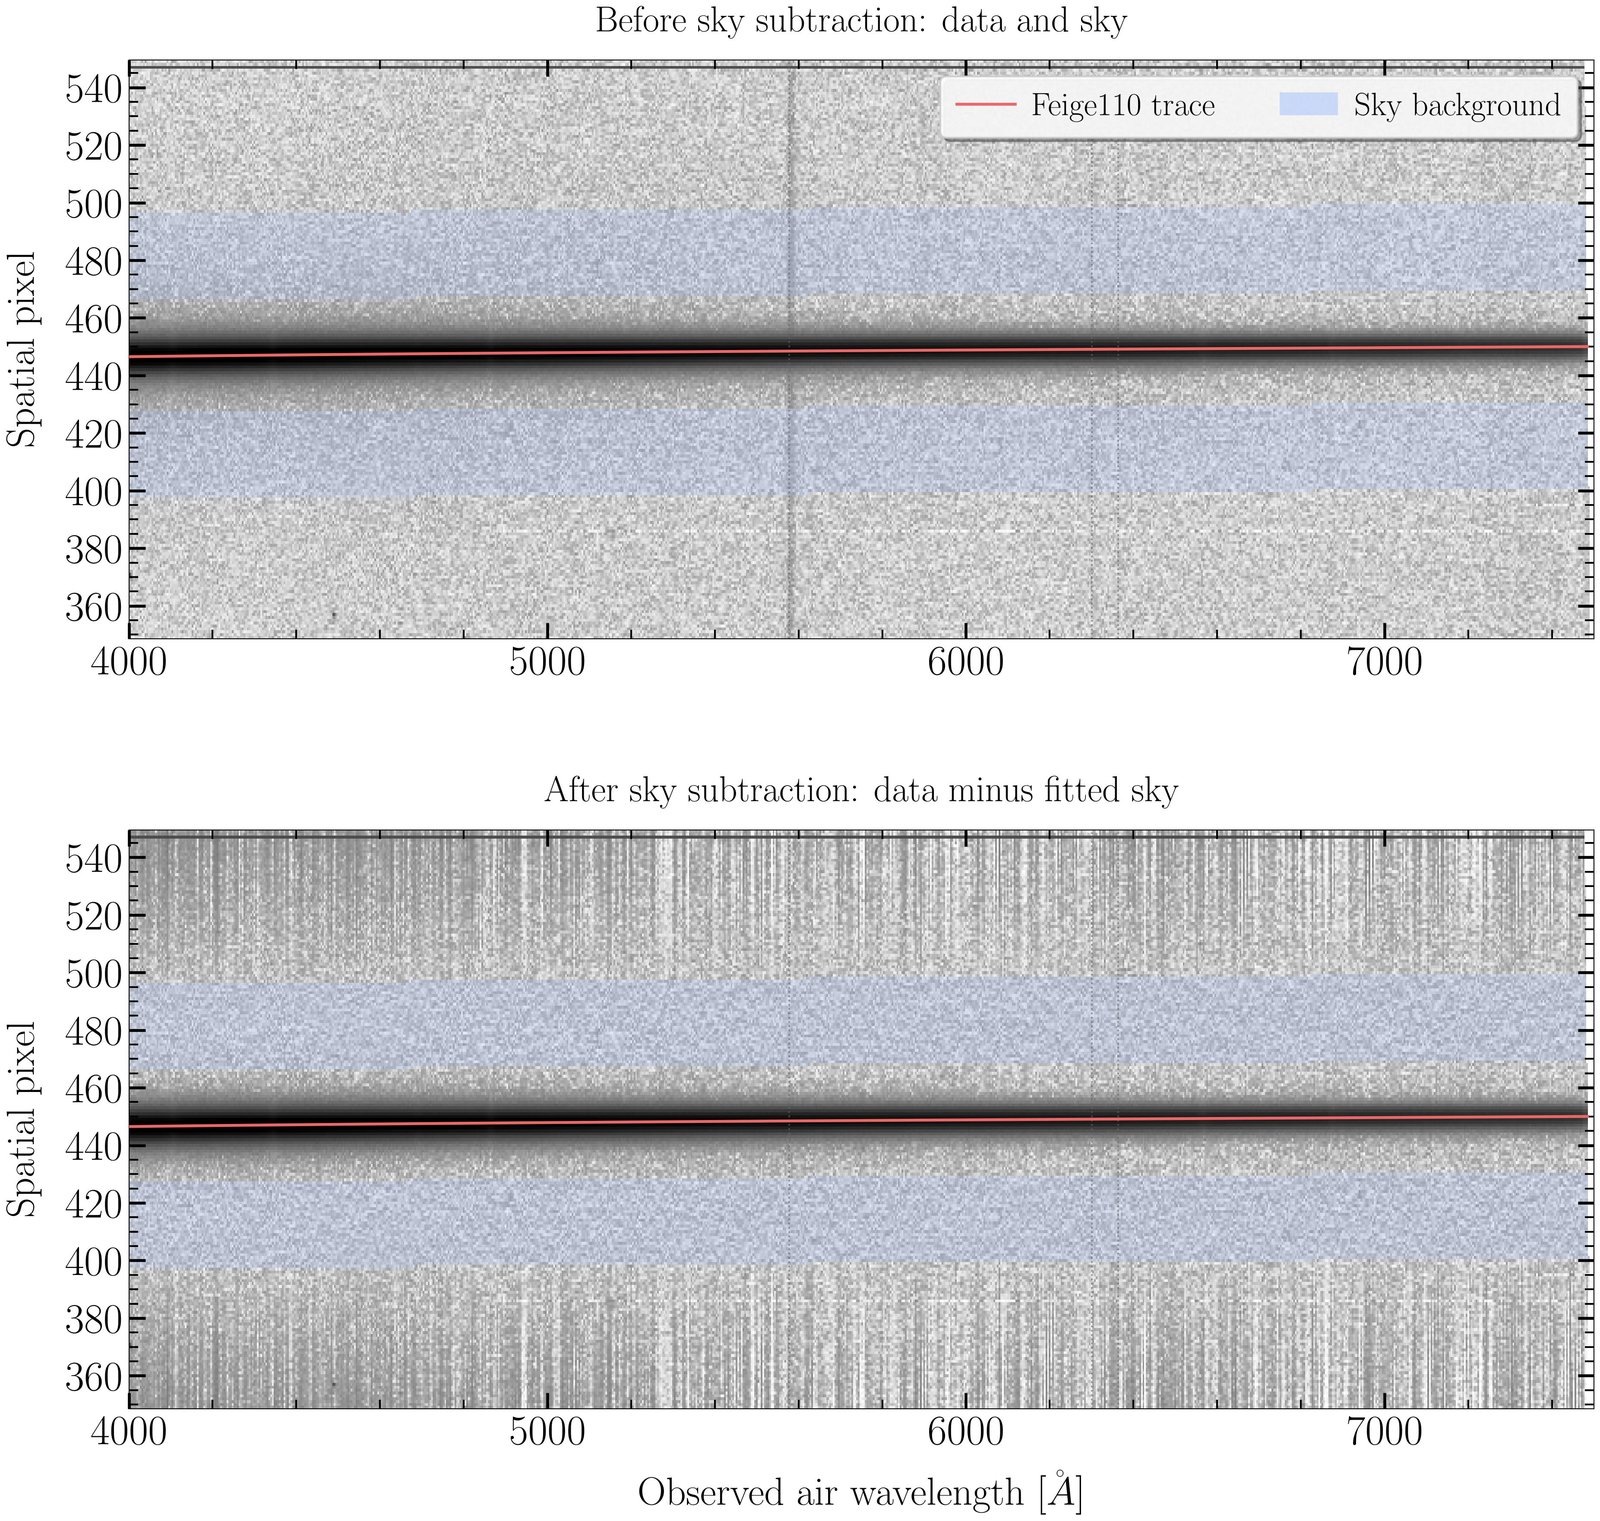 Before sky subtraction: data and sky
Feige110 trace
Sky background
Spatial pixel
540
520
500
480
460
440
420
400
380
360
4000 5000 6000 7000
After sky subtraction: data minus fitted sky
Spatial pixel
540
520
500
480
460
440
420
400
380
360
4000 5000 6000 7000
Observed air wavelength [Å]